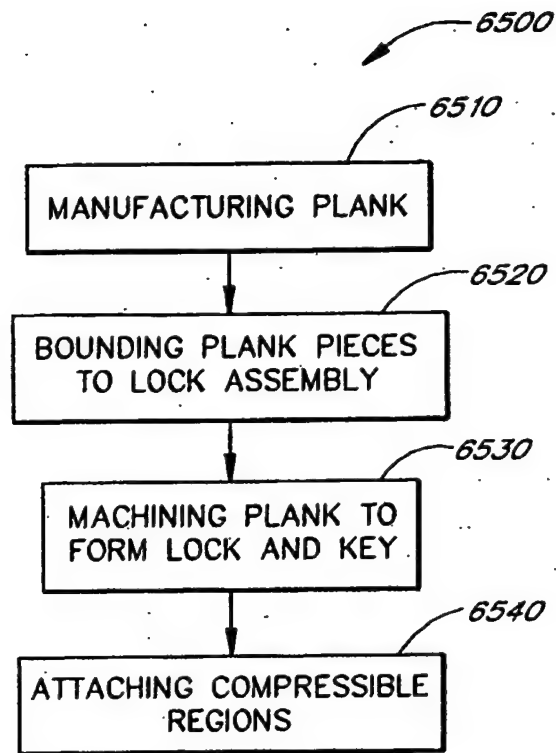 6500
6510
MANUFACTURING PLANK
6520
BOUNDING PLANK PIECES
TO LOCK ASSEMBLY
6530
MACHINING PLANK TO
FORM LOCK AND KEY
6540
ATTACHING COMPRESSIBLE
REGIONS